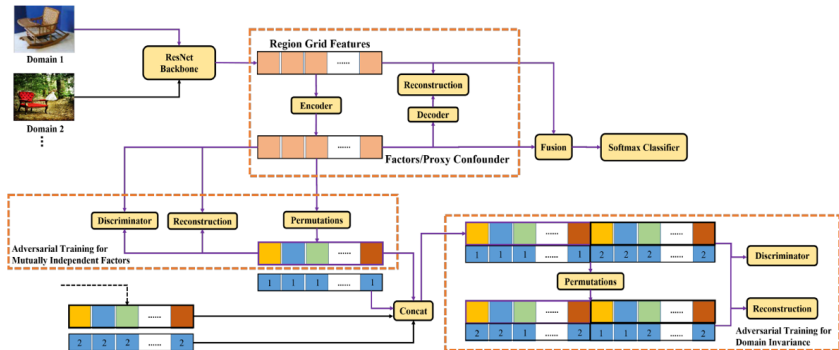 Domain 1
ResNet
Backbone
Domain 2
Region Grid Features
......
Reconstruction
Encoder
Decoder
......
Factors/Proxy Confounder
Fusion
Softmax Classifier
Discriminator
Reconstruction
Permutations
Adversarial Training for
Mutually Independent Factors
......
1 1 1 ...... 1
Concat
......
2 2 2 ...... 2
...... ......
1 1 1 ...... 1 2 2 2 ...... 2
Permutations
...... ......
2 2 1 ...... 2 1 1 2 ...... 2
Discriminator
Reconstruction
Adversarial Training for
Domain Invariance